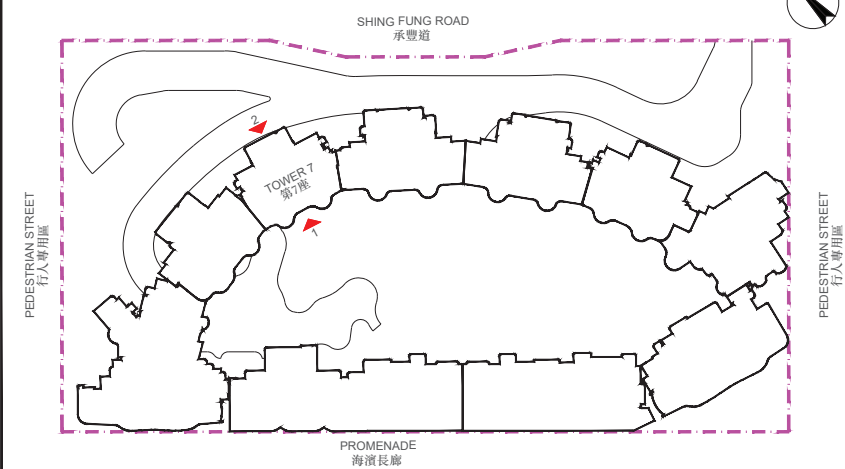 SHING FUNG ROAD
承豐道
2
TOWER 7
第7座
1
PEDESTRIAN STREET
行人專用區
PEDESTRIAN STREET
行人專用區
PROMENADE
海濱長廊